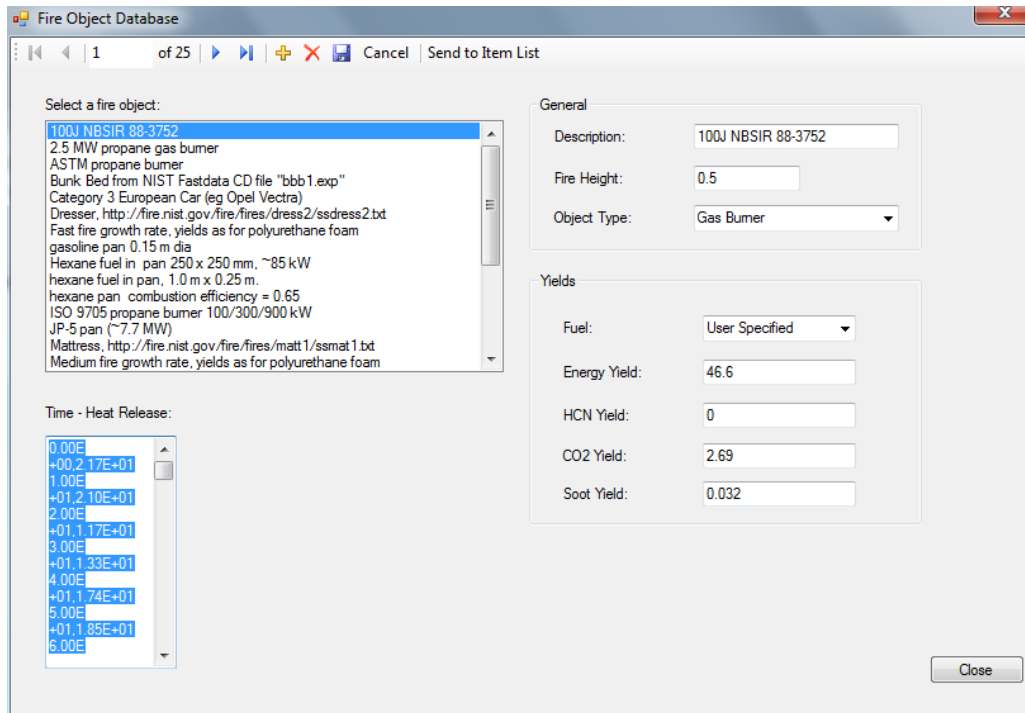 Fire Object Database
1 of 25 Cancel Send to Item List
Select a fire object:
100J NBSIR 88-3752
2.5 MW propane gas burner
ASTM propane burner
Bunk Bed from NIST Fastdata CD file "bbb1.exp"
Category 3 European Car (eg Opel Vectra)
Dresser, http://fire.nist.gov/fire/fires/dress2/ssdress2.txt
Fast fire growth rate, yields as for polyurethane foam
gasoline pan 0.15 m dia
Hexane fuel in  pan 250 x 250 mm, ~85 kW
hexane fuel in pan, 1.0 m x 0.25 m.
hexane pan  combustion efficiency = 0.65
ISO 9705 propane burner 100/300/900 kW
JP-5 pan (~7.7 MW)
Mattress, http://fire.nist.gov/fire/fires/matt1/ssmat1.txt
Medium fire growth rate, yields as for polyurethane foam
Time - Heat Release:
0.00E
+00,2.17E+01
1.00E
+01,2.10E+01
2.00E
+01,1.17E+01
3.00E
+01,1.33E+01
4.00E
+01,1.74E+01
5.00E
+01,1.85E+01
6.00E
General
Description: 100J NBSIR 88-3752
Fire Height: 0.5
Object Type: Gas Burner
Yields
Fuel: User Specified
Energy Yield: 46.6
HCN Yield: 0
CO2 Yield: 2.69
Soot Yield: 0.032
Close